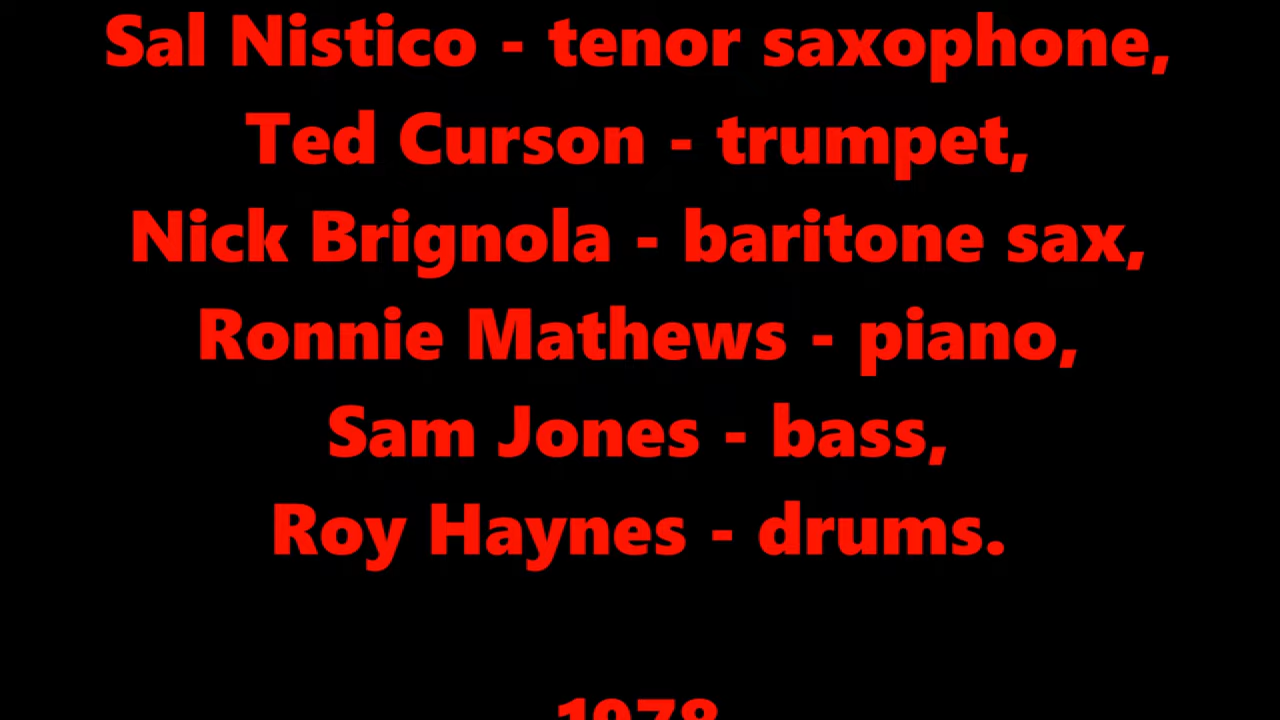 Sal Nistico - tenor saxophone,
Ted Curson - trumpet,
Nick Brignola - baritone sax,
Ronnie Mathews - piano,
Sam Jones - bass,
Roy Haynes - drums.
1978